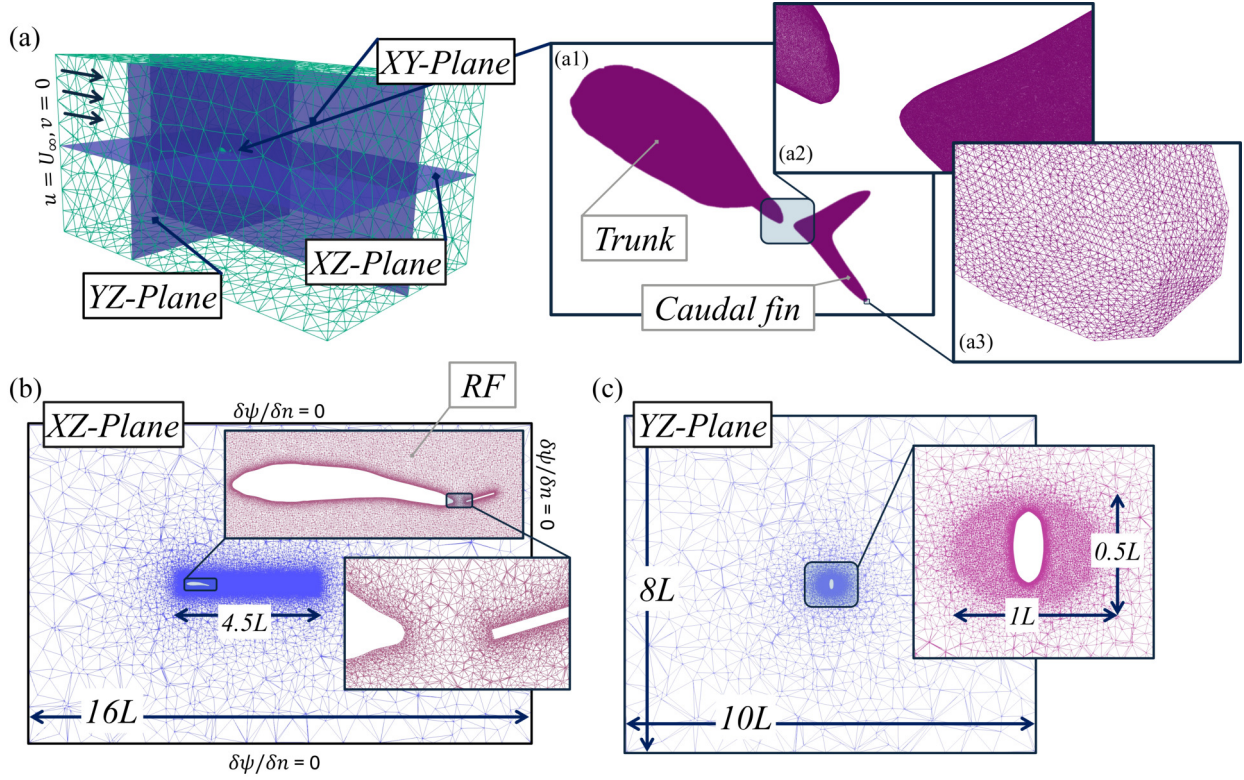 (a)
u = U∞, v = 0
XY-Plane
XZ-Plane
YZ-Plane
(a1)
Trunk
Caudal fin
(a2)
(a3)
(b)
XZ-Plane
δψ/δn = 0
RF
δψ/δn = 0
4.5L
16L
δψ/δn = 0
(c)
YZ-Plane
8L
10L
0.5L
1L